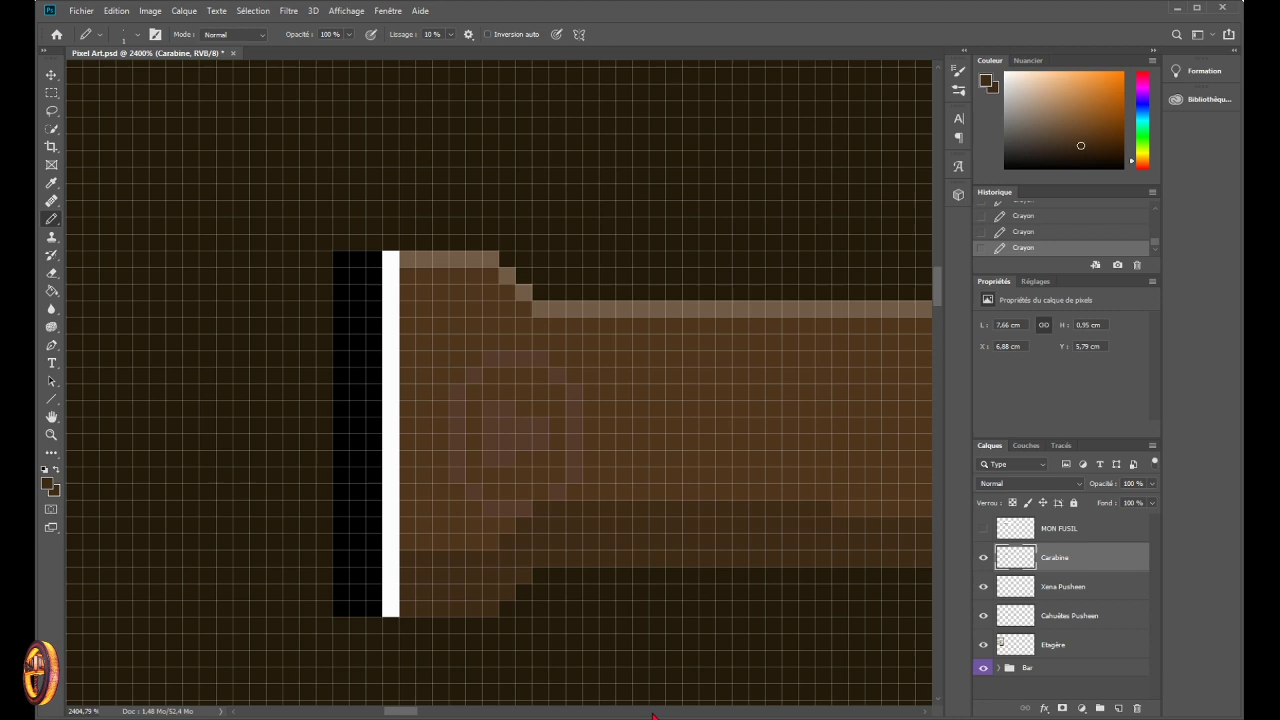 Ps Fichier Edition Image Calque Texte Sélection Filtre 3D Affichage Fenêtre Aide
1 Mode : Normal Opacité : 100 % Lissage : 10 % Inversion auto
Pixel Art.psd @ 2400% (Carabine, RVB/8) * ×
Couleur Nuancier
Formation
Bibliothèqu...
Historique
Crayon
Crayon
Crayon
Propriétés Réglages
Propriétés du calque de pixels
L : 7,66 cm H : 0,95 cm
X : 6,88 cm Y : 5,79 cm
Calques Couches Tracés
Type
Normal Opacité : 100 %
Verrou : Fond : 100 %
MON FUSIL
Carabine
Xena Pusheen
Cahuètes Pusheen
Etagère
Bar
2404,79 % Doc : 1,48 Mo/52,4 Mo